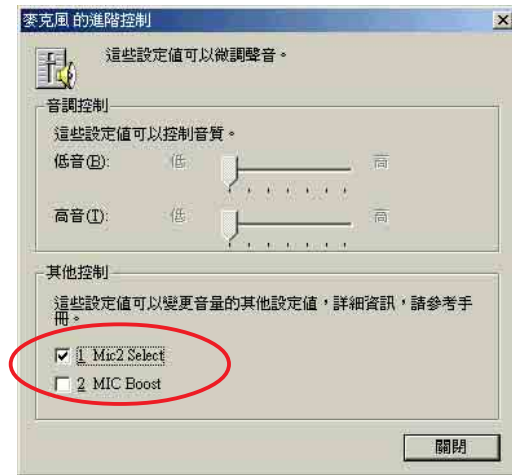 麥克風 的進階控制
這些設定值可以微調聲音。
音調控制
這些設定值可以控制音質。
低音(B): 低 高
高音(T): 低 高
其他控制
這些設定值可以變更音量的其他設定值，詳細資訊，請參考手
冊。
1 Mic2 Select
2 MIC Boost
關閉